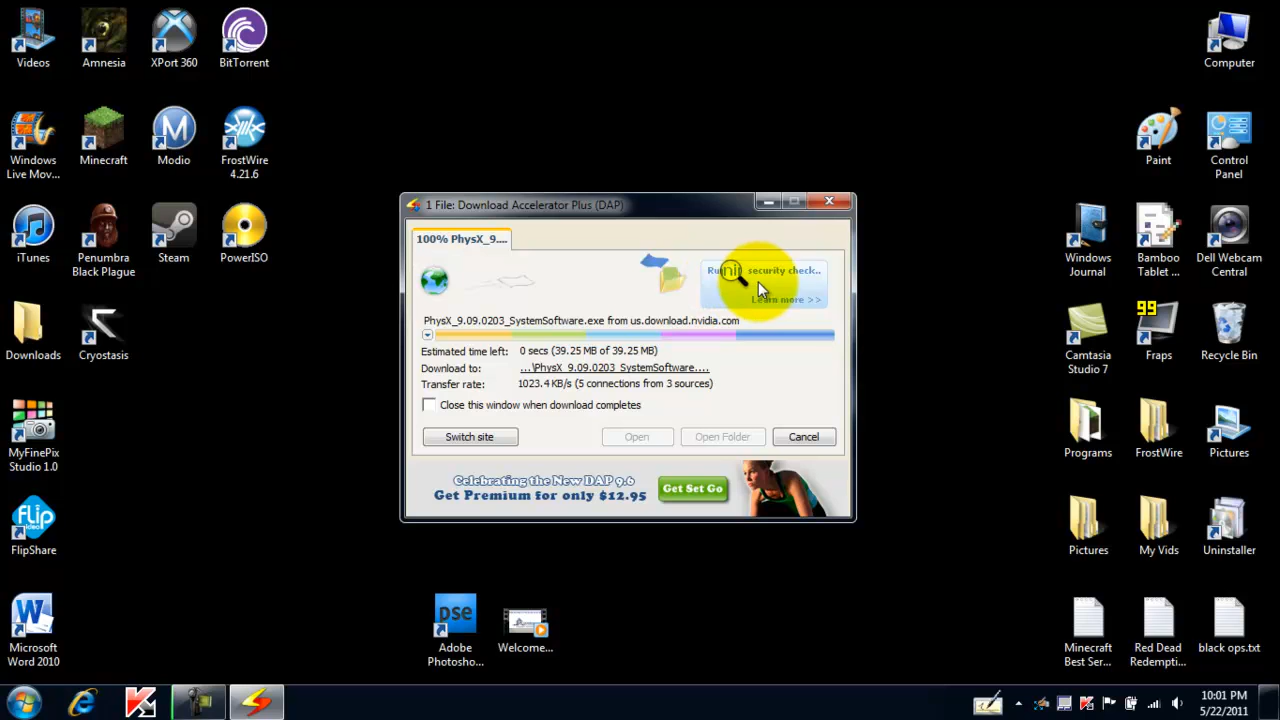 Videos
Amnesia
XPort 360
BitTorrent
Computer
Windows
Live Mov...
Minecraft
Modio
FrostWire
4.21.6
Paint
Control
Panel
iTunes
Penumbra
Black Plague
Steam
PowerISO
Windows
Journal
Bamboo
Tablet ...
Dell Webcam
Central
Downloads
Cryostasis
Camtasia
Studio 7
99
Fraps
Recycle Bin
MyFinePix
Studio 1.0
Programs
FrostWire
Pictures
FlipShare
Pictures
My Vids
Uninstaller
Microsoft
Word 2010
pse
Adobe
Photosho...
Welcome...
Minecraft
Best Ser...
Red Dead
Redempti...
black ops.txt
1 File: Download Accelerator Plus (DAP)
100% PhysX_9....
security check..
Learn more >>
PhysX_9.09.0203_SystemSoftware.exe from us.download.nvidia.com
Estimated time left: 0 secs (39.25 MB of 39.25 MB)
Download to: ...\PhysX_9.09.0203_SystemSoftware....
Transfer rate: 1023.4 KB/s (5 connections from 3 sources)
Close this window when download completes
Switch site
Open
Open Folder
Cancel
Celebrating the New DAP 9.6
Get Premium for only $12.95
Get Set Go
10:01 PM
5/22/2011